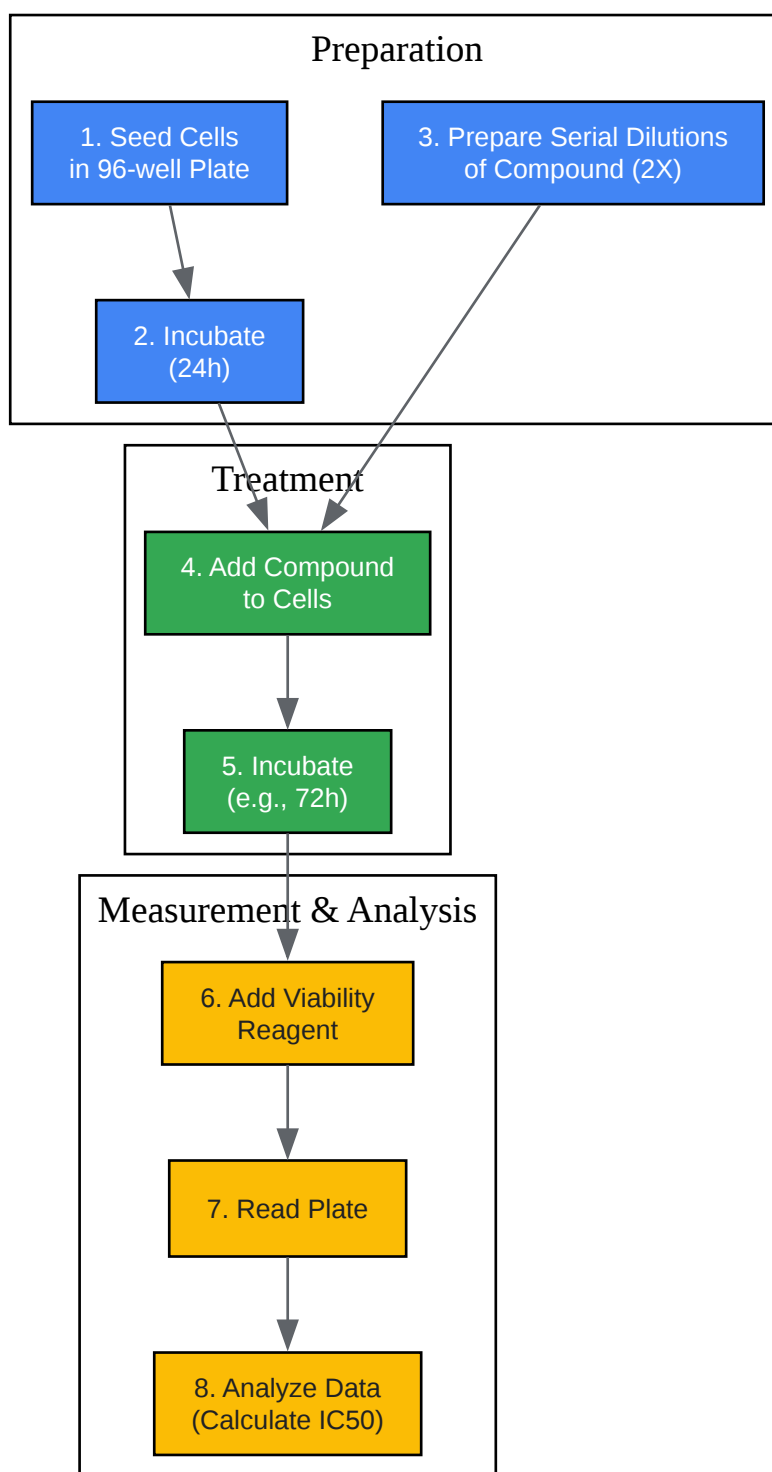 Preparation
1. Seed Cells
in 96-well Plate
3. Prepare Serial Dilutions
of Compound (2X)
2. Incubate
(24h)
Treatment
4. Add Compound
to Cells
5. Incubate
(e.g., 72h)
Measurement & Analysis
6. Add Viability
Reagent
7. Read Plate
8. Analyze Data
(Calculate IC50)